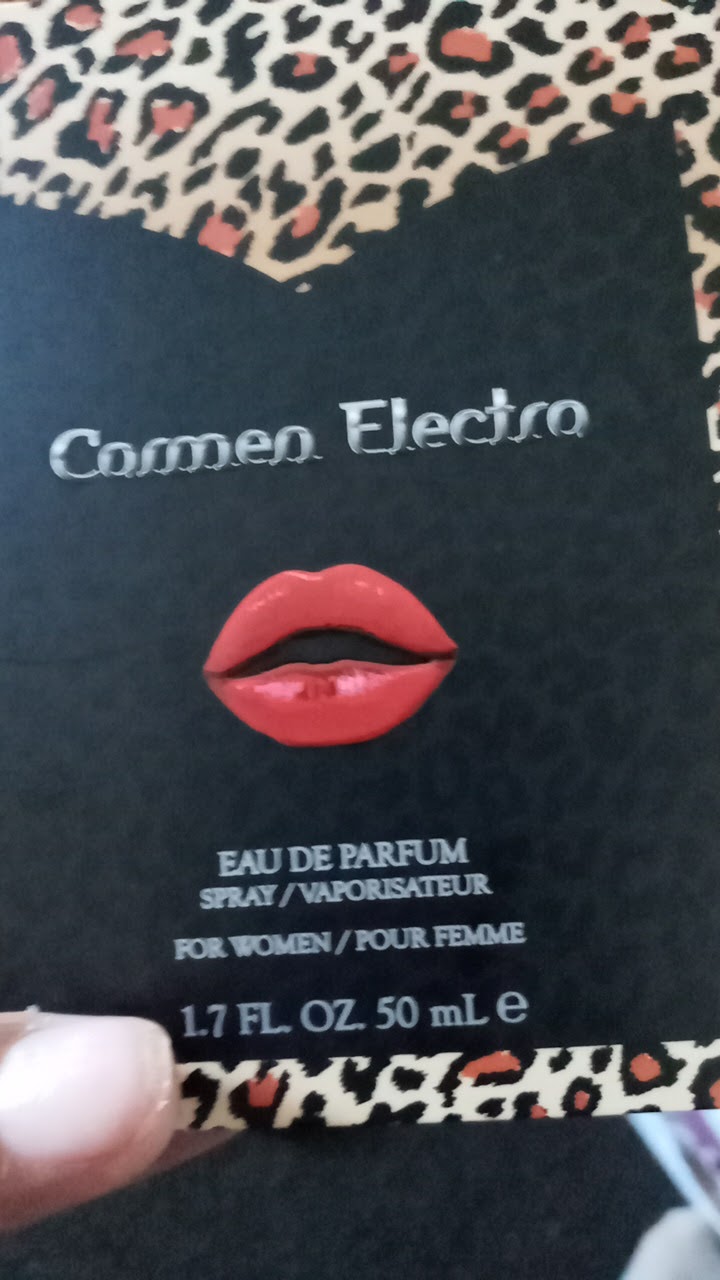 Carmen Electra
EAU DE PARFUM
SPRAY / VAPORISATEUR
FOR WOMEN / POUR FEMME
1.7 FL. OZ. 50 mL e